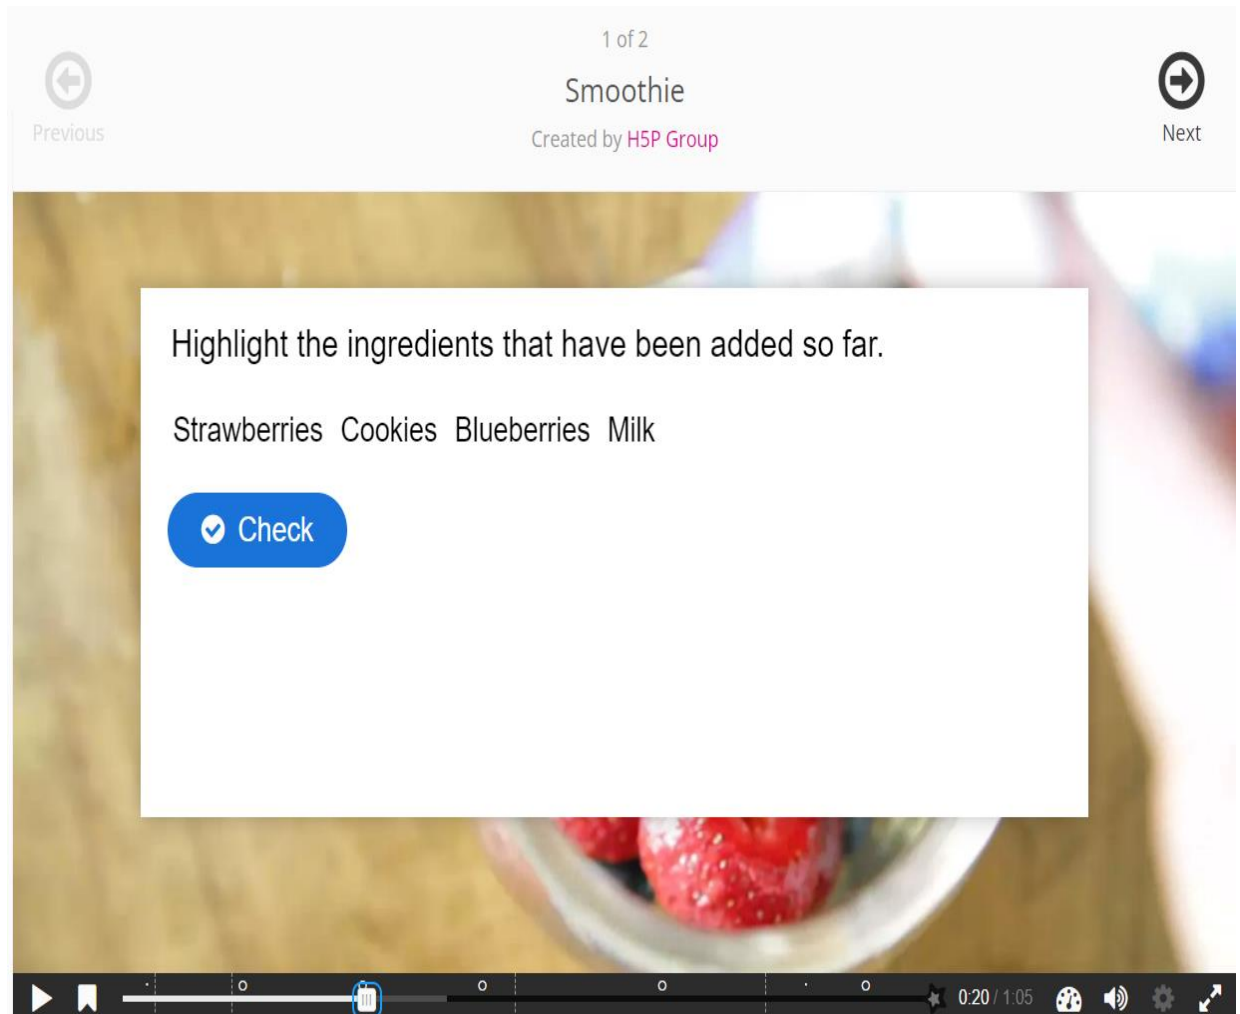 1 of 2
Smoothie
Created by H5P Group
Previous
Next
Highlight the ingredients that have been added so far.
Strawberries Cookies Blueberries Milk
Check
0:20 / 1:05